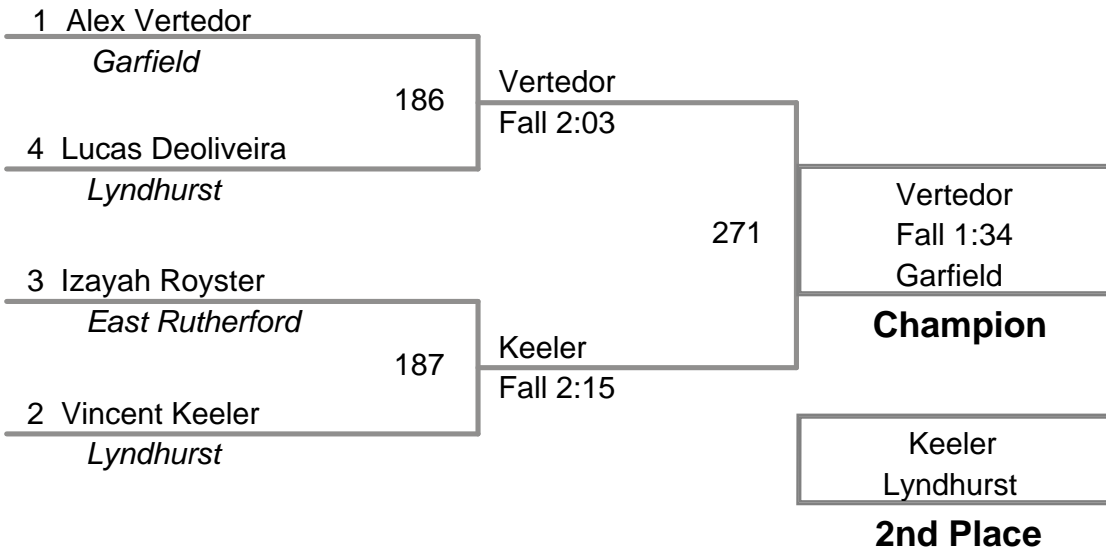 1 Alex Vertedor
Garfield
186
4 Lucas Deoliveira
Lyndhurst
Vertedor
Fall 2:03
3 Izayah Royster
East Rutherford
187
2 Vincent Keeler
Lyndhurst
Keeler
Fall 2:15
271
Vertedor
Fall 1:34
Garfield
Champion
Keeler
Lyndhurst
2nd Place